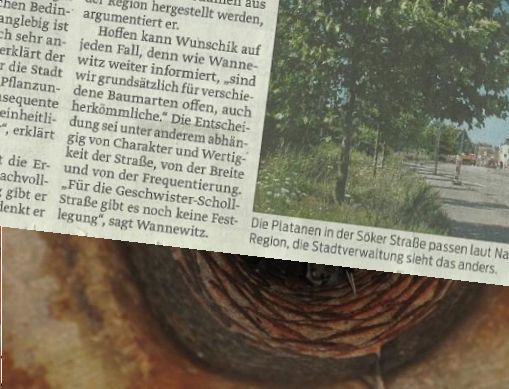 chen Bedin-
anglebig ist
ch sehr an-
erklärt der
r die Stadt
Pflanzun-
sequente
einheitli-
“, erklärt
t die Er-
achvoll-
gibt er
denkt er
der Region hergestellt werden,
argumentiert er.
Hoffen kann Wunschik auf
jeden Fall, denn wie Wanne-
witz weiter informiert, „sind
wir grundsätzlich für verschie-
dene Baumarten offen, auch
herkömmliche.“ Die Entschei-
dung sei unter anderem abhän-
gig von Charakter und Wertig-
keit der Straße, von der Breite
und von der Frequentierung.
„Für die Geschwister-Scholl-
Straße gibt es noch keine Fest-
legung“, sagt Wannewitz.
Die Platanen in der Söker Straße passen laut Na
Region, die Stadtverwaltung sieht das anders.